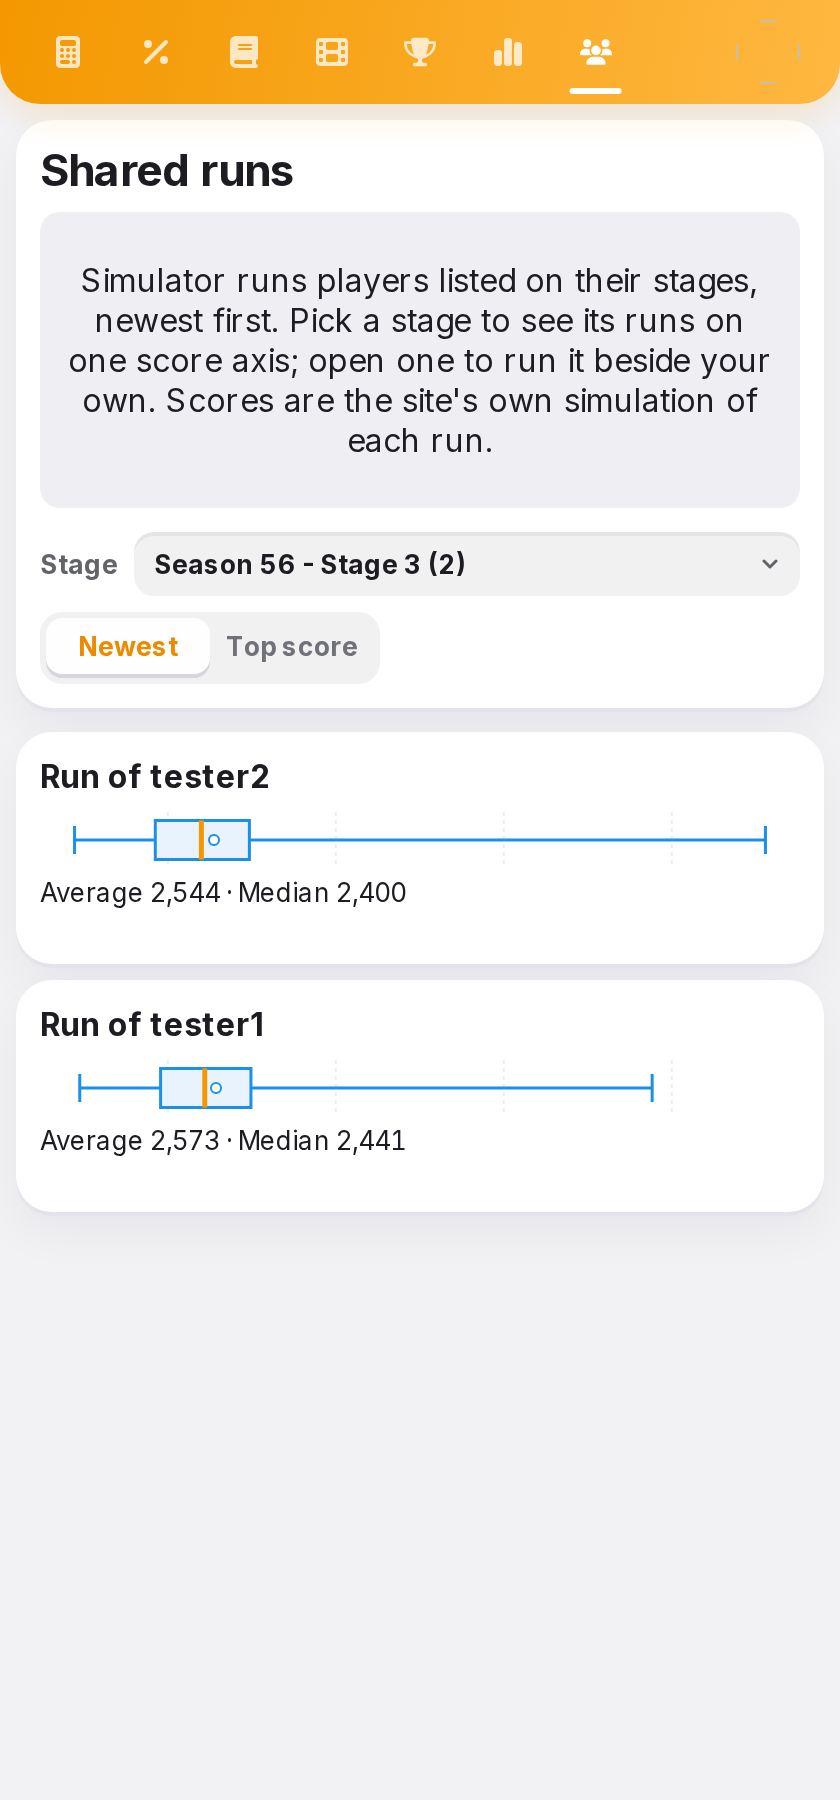 Shared runs
Simulator runs players listed on their stages,
newest first. Pick a stage to see its runs on
one score axis; open one to run it beside your
own. Scores are the site's own simulation of
each run.
Stage
Season 56 - Stage 3 (2)
Newest
Top score
Run of tester2
Average 2,544 · Median 2,400
Run of tester1
Average 2,573 · Median 2,441